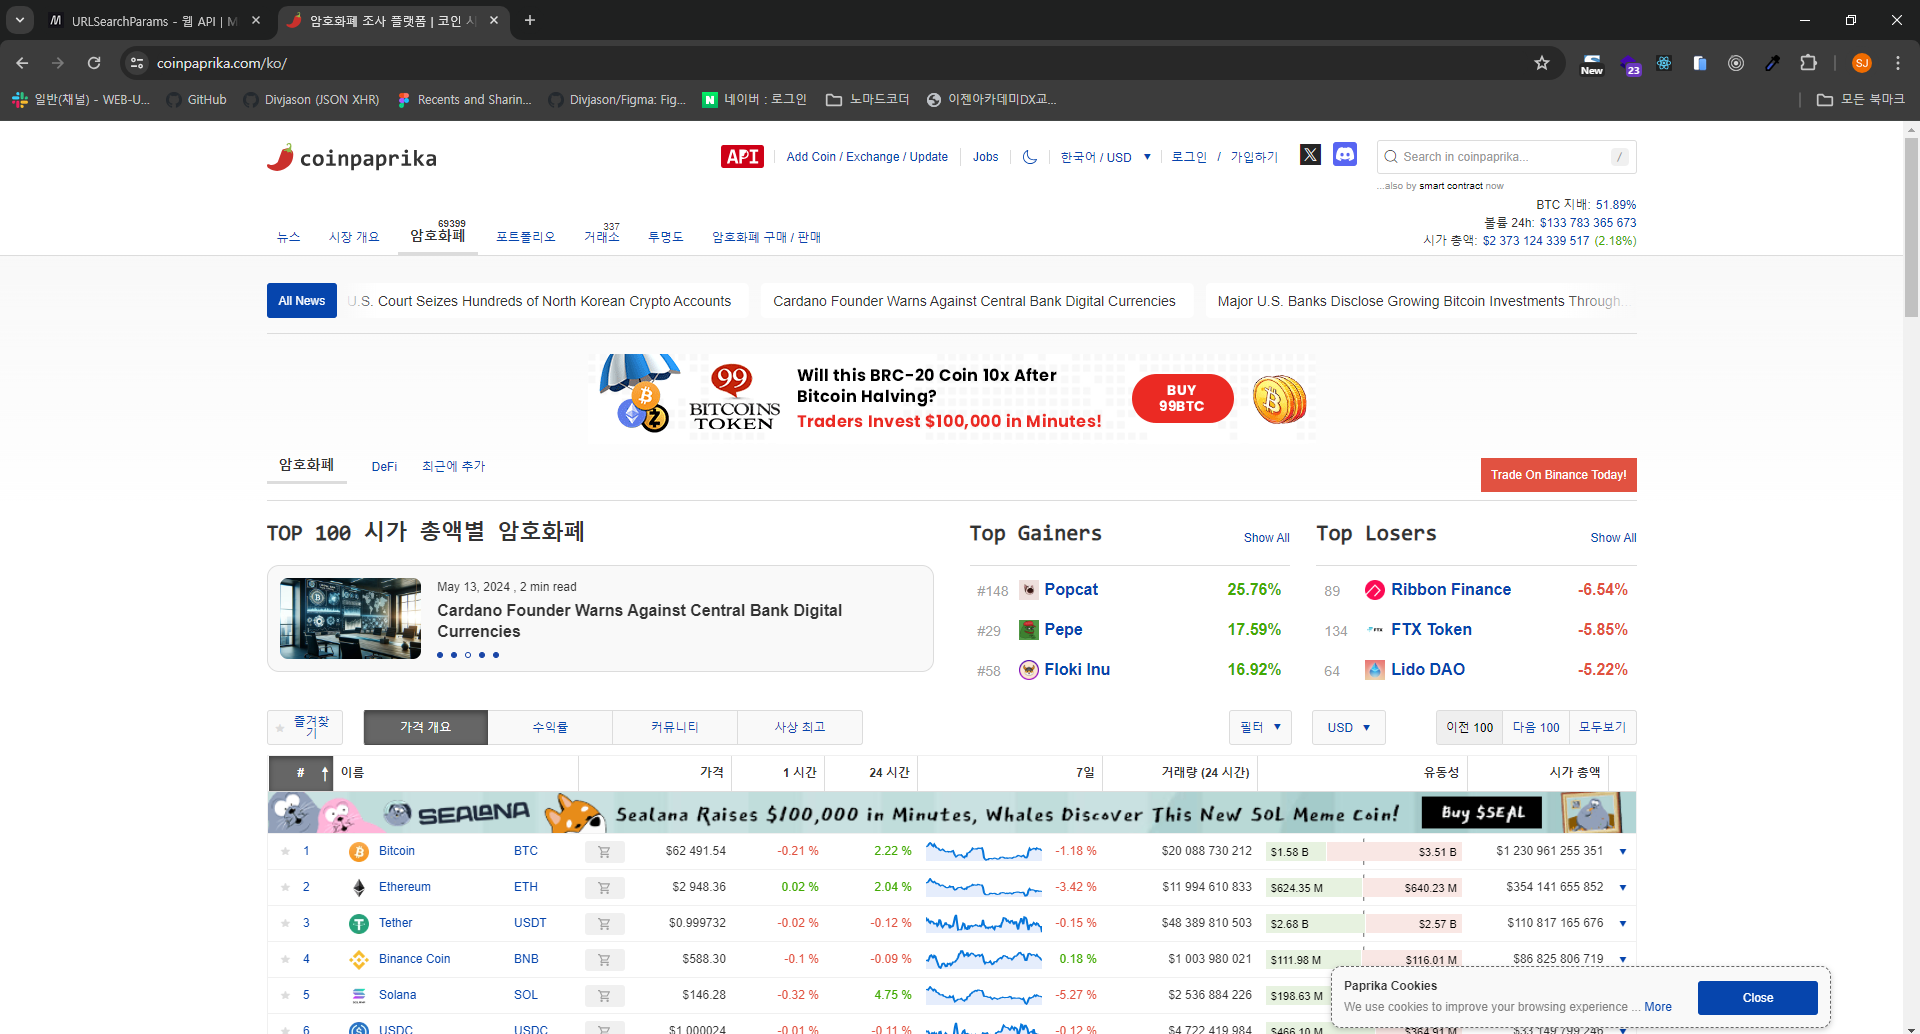 URLSearchParams - 웹 API | M
암호화폐 조사 플랫폼 | 코인 시
coinpaprika.com/ko/
New
23
SJ
일반(채널) - WEB-U...
GitHub
Divjason (JSON XHR)
Recents and Sharin...
Divjason/Figma: Fig...
네이버 : 로그인
노마드코더
이젠아카데미DX교...
모든 북마크
coinpaprika
API
Add Coin / Exchange / Update
Jobs
한국어 / USD ▼
로그인 / 가입하기
Search in coinpaprika...
/
...also by smart contract now
BTC 지배: 51.89%
볼륨 24h: $133 783 365 673
시가 총액: $2 373 124 339 517 (2.18%)
뉴스
시장 개요
암호화폐 69399
포트폴리오
거래소 337
투명도
암호화폐 구매 / 판매
All News
U.S. Court Seizes Hundreds of North Korean Crypto Accounts
Cardano Founder Warns Against Central Bank Digital Currencies
Major U.S. Banks Disclose Growing Bitcoin Investments Through...
99
BITCOINS
TOKEN
Will this BRC-20 Coin 10x After
Bitcoin Halving?
Traders Invest $100,000 in Minutes!
BUY
99BTC
암호화폐
DeFi
최근에 추가
Trade On Binance Today!
TOP 100 시가 총액별 암호화폐
May 13, 2024 , 2 min read
Cardano Founder Warns Against Central Bank Digital
Currencies
Top Gainers
Show All
#148 Popcat 25.76%
#29 Pepe 17.59%
#58 Floki Inu 16.92%
Top Losers
Show All
89 Ribbon Finance -6.54%
134 FTX Token -5.85%
64 Lido DAO -5.22%
즐겨찾
기
가격 개요
수익률
커뮤니티
사상 최고
필터 ▼
USD ▼
이전 100
다음 100
모두보기
# ↑ 이름 가격 1 시간 24 시간 7일 거래량 (24 시간) 유동성 시가 총액
SEALANA Sealana Raises $100,000 in Minutes, Whales Discover This New SOL Meme Coin! Buy $SEAL
1 Bitcoin BTC $62 491.54 -0.21 % 2.22 % -1.18 % $20 088 730 212 $1.58 B $3.51 B $1 230 961 255 351
2 Ethereum ETH $2 948.36 0.02 % 2.04 % -3.42 % $11 994 610 833 $624.35 M $640.23 M $354 141 655 852
3 Tether USDT $0.999732 -0.02 % -0.12 % -0.15 % $48 389 810 503 $2.68 B $2.57 B $110 817 165 676
4 Binance Coin BNB $588.30 -0.1 % -0.09 % 0.18 % $1 003 980 021 $111.98 M $116.01 M $86 825 806 719
5 Solana SOL $146.28 -0.32 % 4.75 % -5.27 % $2 536 884 226 $198.63 M
6 USDC USDC $1.000024 -0.01 % -0.11 % -0.12 % $4 722 419 984 $466.10 M $364.91 M $33 149 799 246
Paprika Cookies
We use cookies to improve your browsing experience ... More
Close